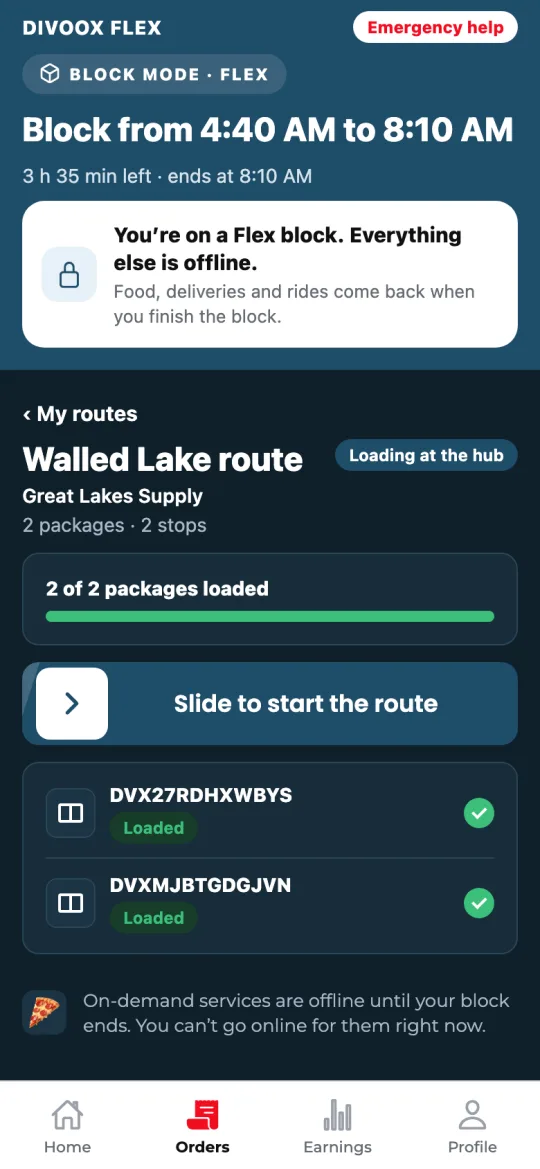 DIVOOX FLEX
Emergency help
BLOCK MODE · FLEX
Block from 4:40 AM to 8:10 AM
3 h 35 min left · ends at 8:10 AM
You’re on a Flex block. Everything
else is offline.
Food, deliveries and rides come back when
you finish the block.
‹ My routes
Walled Lake route
Loading at the hub
Great Lakes Supply
2 packages · 2 stops
2 of 2 packages loaded
Slide to start the route
DVX27RDHXWBYS
Loaded
DVXMJBTGDGJVN
Loaded
On-demand services are offline until your block
ends. You can’t go online for them right now.
Home
Orders
Earnings
Profile